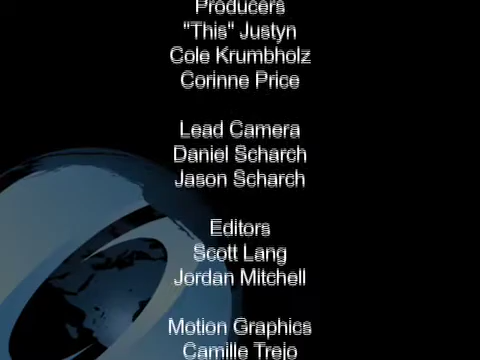 Producers
"This" Justyn
Cole Krumbholz
Corinne Price
Lead Camera
Daniel Scharch
Jason Scharch
Editors
Scott Lang
Jordan Mitchell
Motion Graphics
Camille Trejo